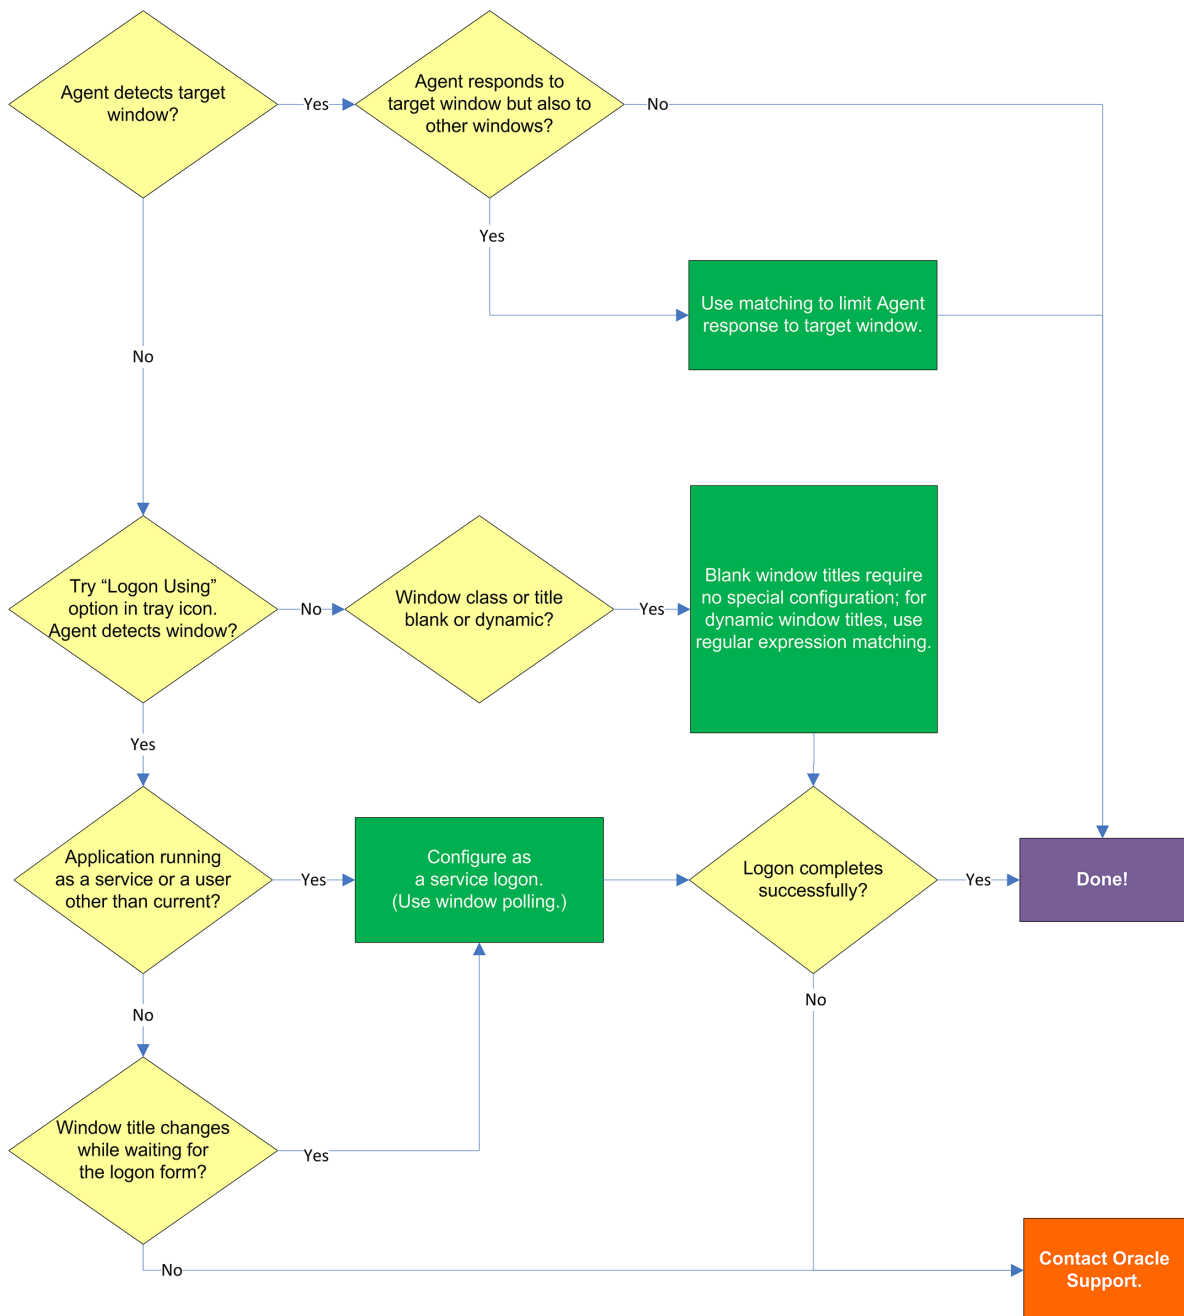 Agent detects target
window?
Yes
Agent responds to
target window but also to
other windows?
No
Yes
Use matching to limit Agent
response to target window.
No
Try “Logon Using”
option in tray icon.
Agent detects window?
No
Window class or title
blank or dynamic?
Yes
Blank window titles require
no special configuration; for
dynamic window titles, use
regular expression matching.
Yes
Application running
as a service or a user
other than current?
Yes
Configure as
a service logon.
(Use window polling.)
Logon completes
successfully?
Yes
Done!
No
No
Window title changes
while waiting for
the logon form?
Yes
No
Contact Oracle
Support.